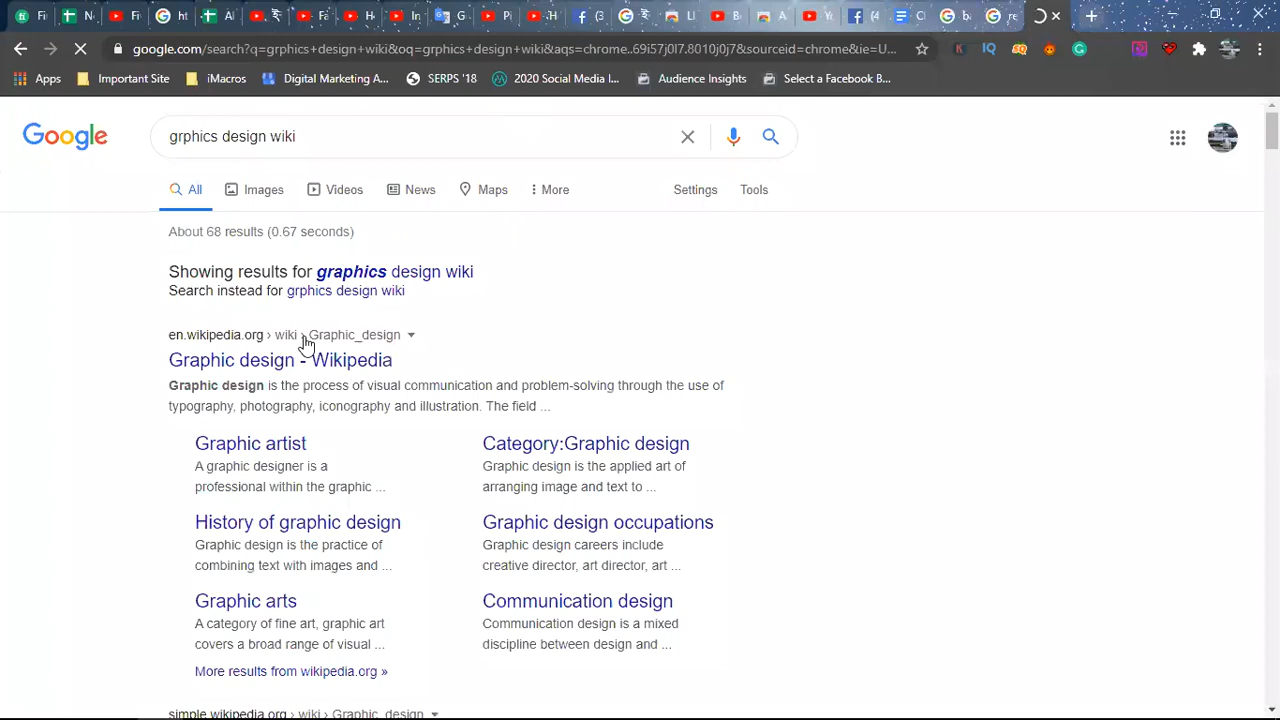 google.com/search?q=grphics+design+wiki&oq=grphics+design+wiki&aqs=chrome..69i57j0l7.8010j0j7&sourceid=chrome&ie=U...
Apps Important Site iMacros Digital Marketing A... SERPS '18 2020 Social Media I... Audience Insights Select a Facebook B...
Google grphics design wiki
All Images Videos News Maps More Settings Tools
About 68 results (0.67 seconds)
Showing results for graphics design wiki
Search instead for grphics design wiki
en.wikipedia.org › wiki › Graphic_design
Graphic design - Wikipedia
Graphic design is the process of visual communication and problem-solving through the use of
typography, photography, iconography and illustration. The field ...
Graphic artist
A graphic designer is a
professional within the graphic ...
Category:Graphic design
Graphic design is the applied art of
arranging image and text to ...
History of graphic design
Graphic design is the practice of
combining text with images and ...
Graphic design occupations
Graphic design careers include
creative director, art director, art ...
Graphic arts
A category of fine art, graphic art
covers a broad range of visual ...
Communication design
Communication design is a mixed
discipline between design and ...
More results from wikipedia.org »
simple.wikipedia.org › wiki › Graphic_design